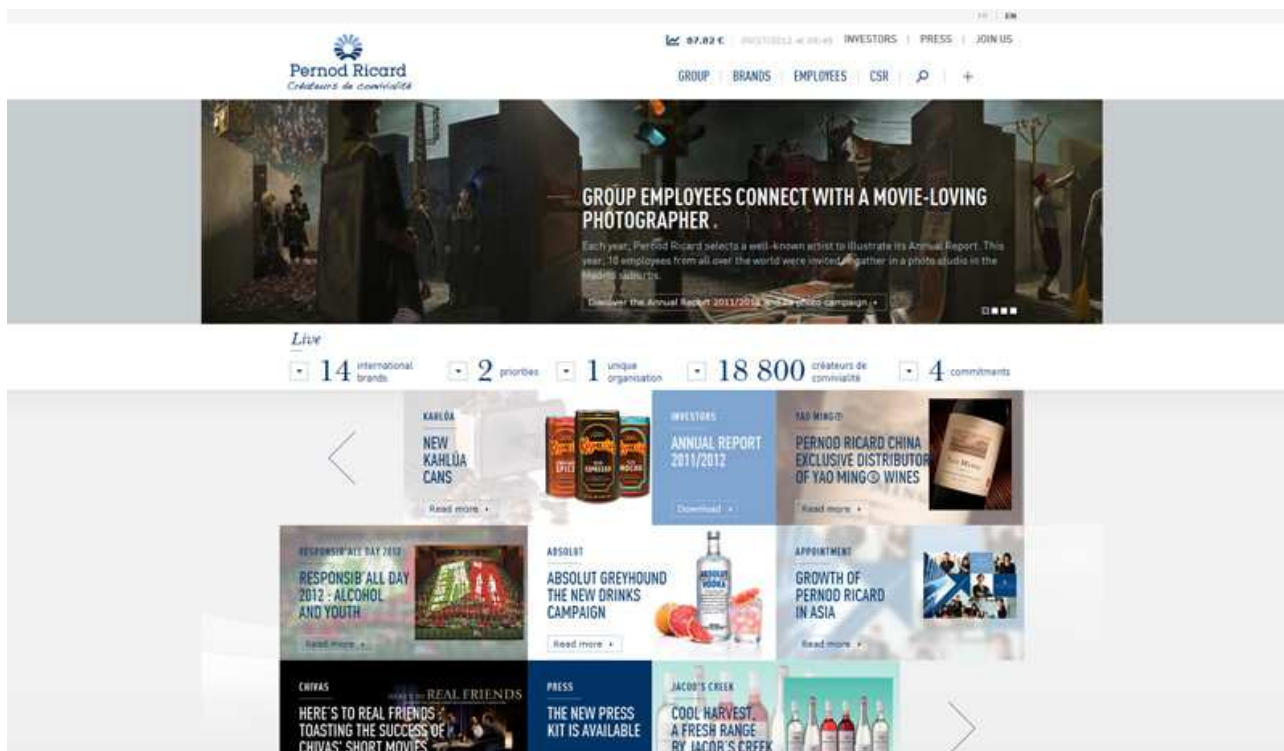 FR | EN
87.82 € INVESTORS | PRESS | JOIN US
Pernod Ricard
Créateurs de convivialité
GROUP BRANDS EMPLOYEES CSR
GROUP EMPLOYEES CONNECT WITH A MOVIE-LOVING
PHOTOGRAPHER .
Each year, Pernod Ricard selects a well-known artist to illustrate its Annual Report. This
year, 18 employees from all over the world were invited to gather in a photo studio in the
Madrid suburbs.
Discover the Annual Report 2011/2012 and its photo campaign
Live
14 international
brands
2 priorities
1 unique
organisation
18 800 créateurs de
convivialité
4 commitments
KAHLÚA
NEW
KAHLÚA
CANS
Read more
INVESTORS
ANNUAL REPORT
2011/2012
Download
YAO MING®
PERNOD RICARD CHINA
EXCLUSIVE DISTRIBUTOR
OF YAO MING® WINES
Read more
YAO MING
RESPONSIB'ALL DAY 2012
RESPONSIB'ALL DAY
2012 : ALCOHOL
AND YOUTH
Read more
ABSOLUT
ABSOLUT GREYHOUND
THE NEW DRINKS
CAMPAIGN
Read more
ABSOLUT
VODKA
APPOINTMENT
GROWTH OF
PERNOD RICARD
IN ASIA
Read more
CHIVAS
HERE'S TO REAL FRIENDS
HERE'S TO REAL FRIENDS :
TOASTING THE SUCCESS OF
CHIVAS' SHORT MOVIES
PRESS
THE NEW PRESS
KIT IS AVAILABLE
JACOB'S CREEK
COOL HARVEST,
A FRESH RANGE
BY JACOB'S CREEK